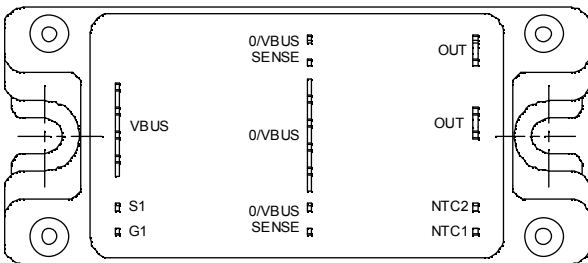 0/VBUS
SENSE
OUT
VBUS
0/VBUS
OUT
S1
0/VBUS
SENSE
NTC2
G1
NTC1